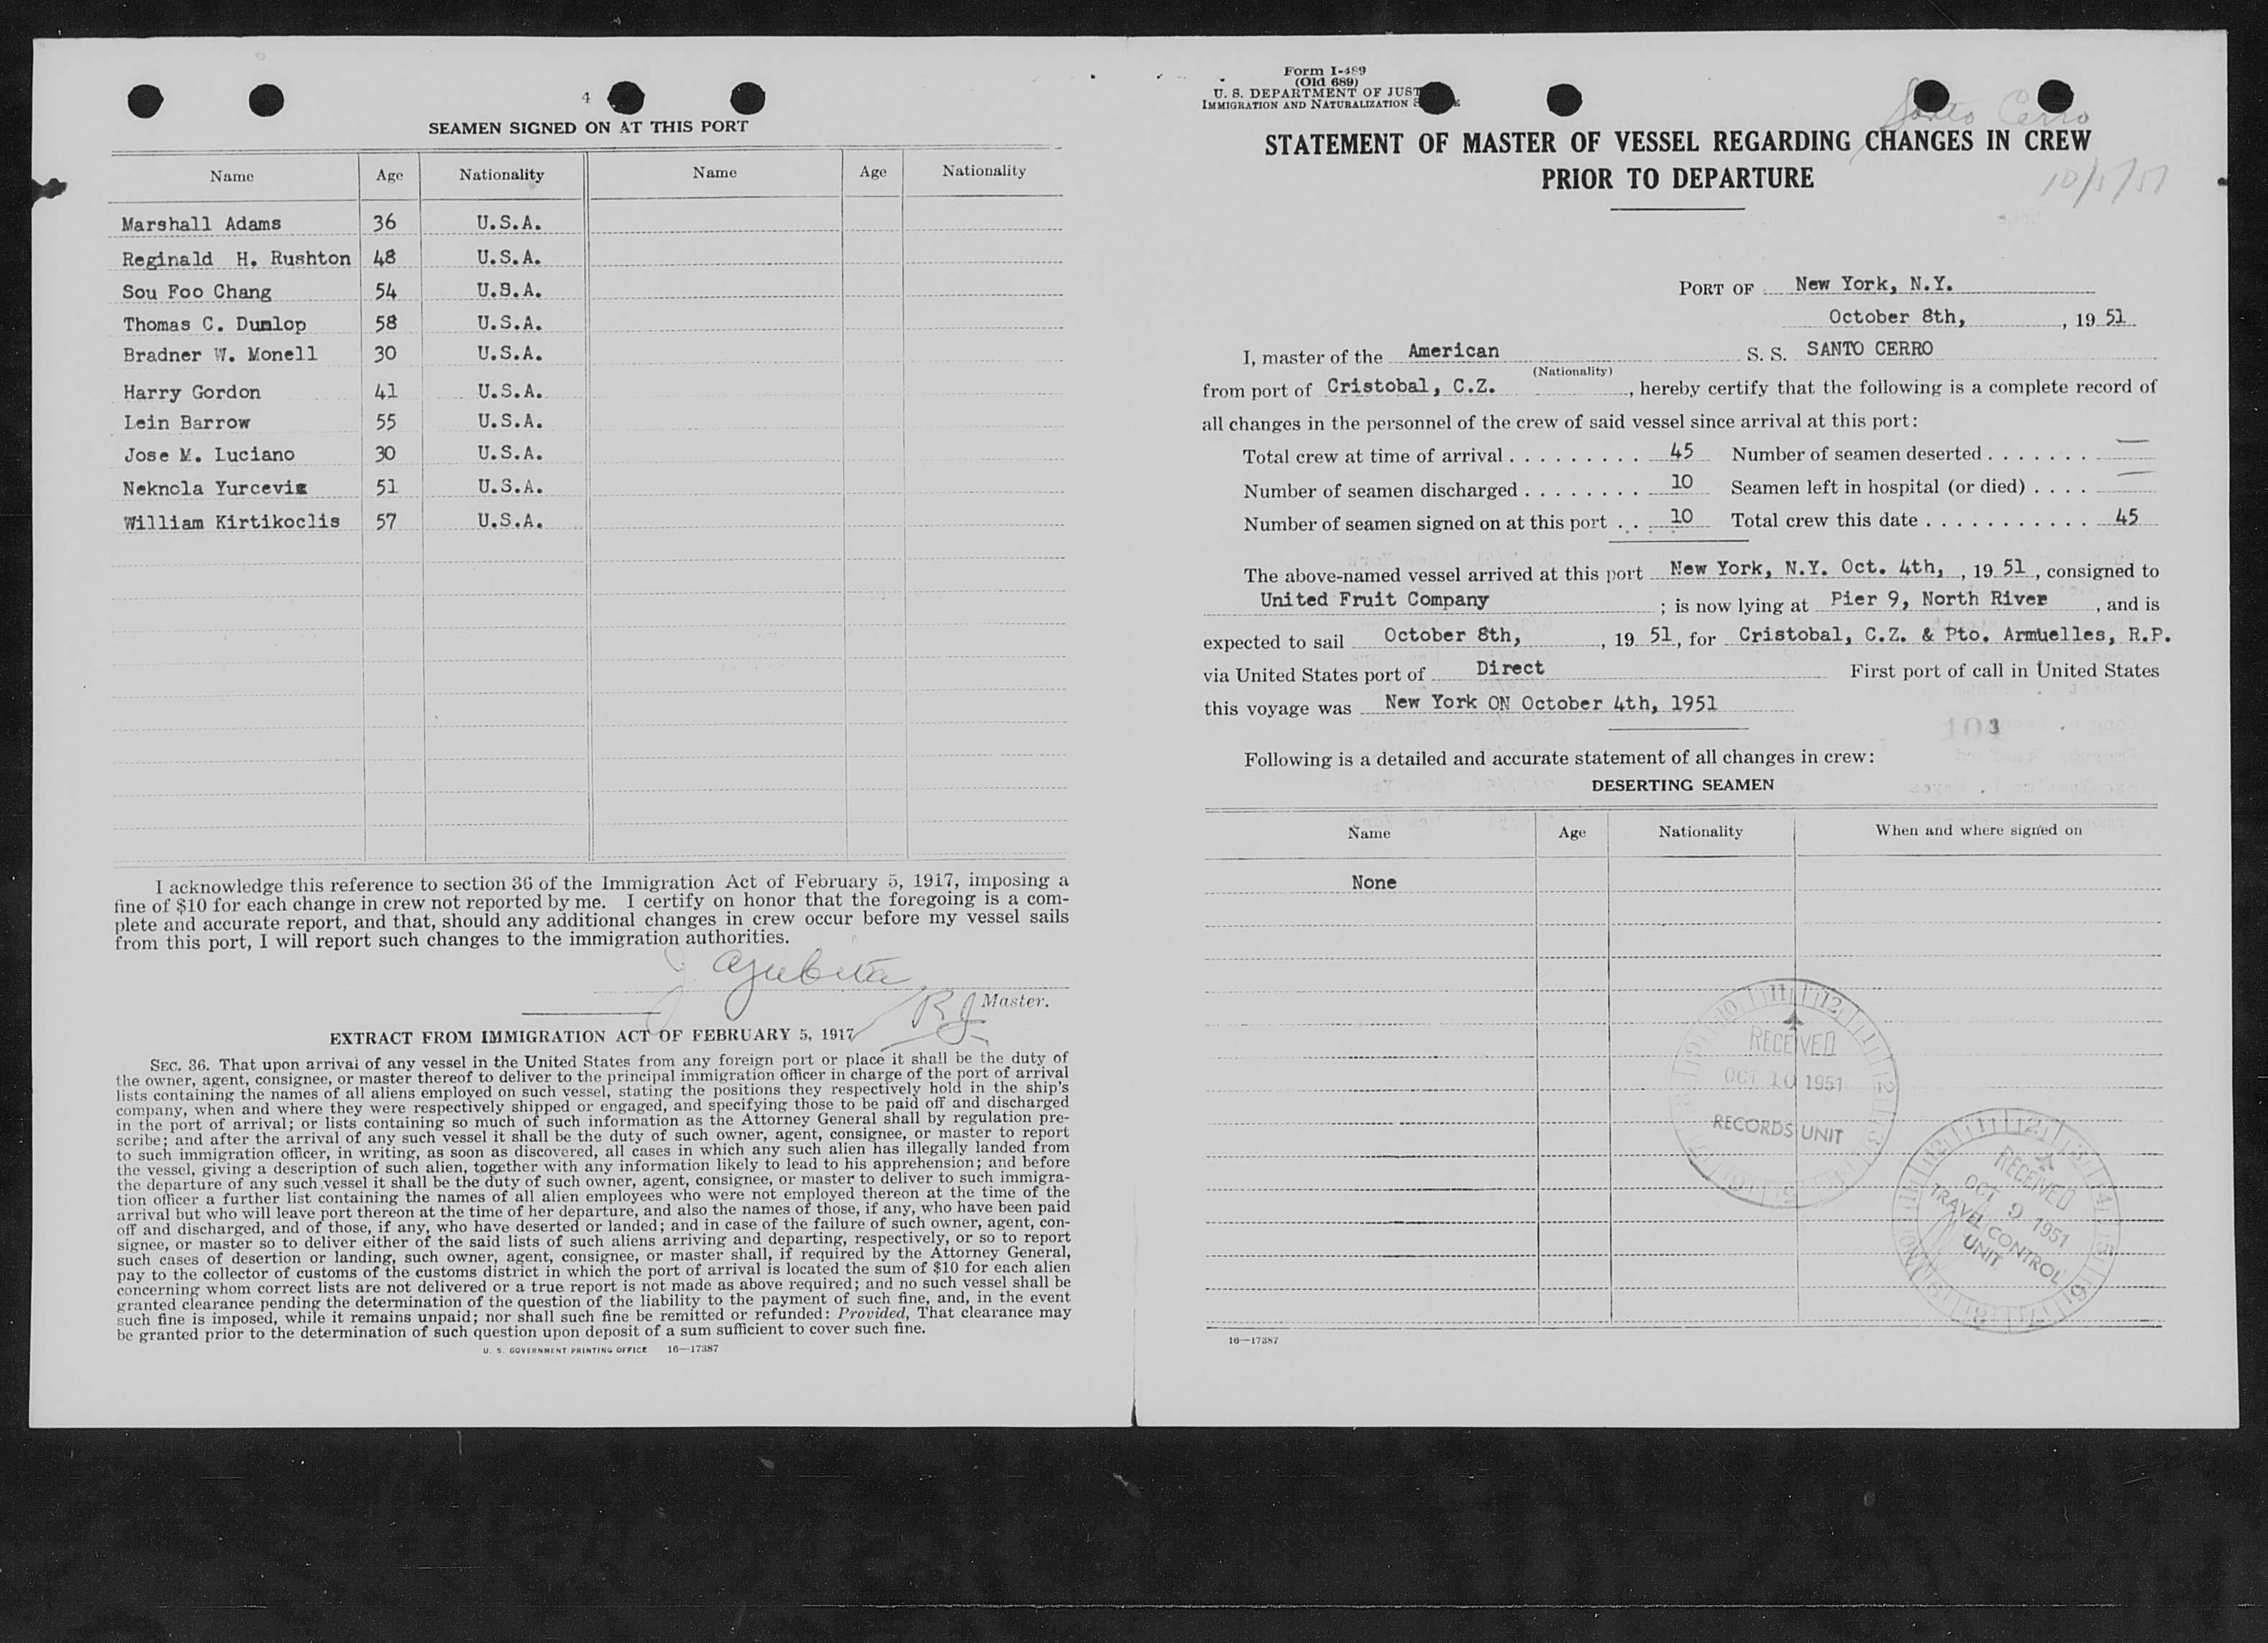 4
SEAMEN SIGNED ON AT THIS PORT
Name Age Nationality Name Age Nationality
Marshall Adams 36 U.S.A.
Reginald H. Rushton 48 U.S.A.
Sou Foo Chang 54 U.S.A.
Thomas C. Dunlop 58 U.S.A.
Bradner W. Monell 30 U.S.A.
Harry Gordon 41 U.S.A.
Lein Barrow 55 U.S.A.
Jose M. Luciano 30 U.S.A.
Neknola 51 U.S.A.
William Kirtikoclis 57 U.S.A.
I acknowledge this reference to section 36 of the Immigration Act of February 5, 1917, imposing a
fine of $10 for each change in crew not reported by me. I certify on honor that the foregoing is a com-
plete and accurate report, and that, should any additional changes in crew occur before my vessel sails
from this port, I will report such changes to the immigration authorities.
Master.
EXTRACT FROM IMMIGRATION ACT OF FEBRUARY 5, 1917
SEC. 36. That upon arrival of any vessel in the United States from any foreign port or place it shall be the duty of
the owner, agent, consignee, or master thereof to deliver to the principal immigration officer in charge of the port of arrival
lists containing the names of all aliens employed on such vessel, stating the positions they respectively hold in the ship's
company, when and where they were respectively shipped or engaged, and specifying those to be paid off and discharged
in the port of arrival; or lists containing so much of such information as the Attorney General shall by regulation pre-
scribe; and after the arrival of any such vessel it shall be the duty of such owner, agent, consignee, or master to report
to such immigration officer, in writing, as soon as discovered, all cases in which any such alien has illegally landed from
the vessel, giving a description of such alien, together with any information likely to lead to his apprehension; and before
the departure of any such vessel it shall be the duty of such owner, agent, consignee, or master to deliver to such immigra-
tion officer a further list containing the names of all alien employees who were not employed thereon at the time of the
arrival but who will leave port thereon at the time of her departure, and also the names of those, if any, who have been paid
off and discharged, and of those, if any, who have deserted or landed; and in case of the failure of such owner, agent, con-
signee, or master so to deliver either of the said lists of such aliens arriving and departing, respectively, or so to report
such cases of desertion or landing, such owner, agent, consignee, or master shall, if required by the Attorney General,
pay to the collector of customs of the customs district in which the port of arrival is located the sum of $10 for each alien
concerning whom correct lists are not delivered or a true report is not made as above required; and no such vessel shall be
granted clearance pending the determination of the question of the liability to the payment of such fine, and, in the event
such fine is imposed, while it remains unpaid; nor shall such fine be remitted or refunded: Provided, That clearance may
be granted prior to the determination of such question upon deposit of a sum sufficient to cover such fine.
U. S. GOVERNMENT PRINTING OFFICE 16—17387
Form I-489
(Old 689)
U. S. DEPARTMENT OF JUST
IMMIGRATION AND NATURALIZATION
Santo Cerro
STATEMENT OF MASTER OF VESSEL REGARDING CHANGES IN CREW
PRIOR TO DEPARTURE
PORT OF New York, N.Y.
October 8th, , 19 51
I, master of the American S. S. SANTO CERRO
(Nationality)
from port of Cristobal, C.Z. , hereby certify that the following is a complete record of
all changes in the personnel of the crew of said vessel since arrival at this port:
Total crew at time of arrival . . . . . . . . . 45 Number of seamen deserted . . . . . . . —
Number of seamen discharged . . . . . . . . 10 Seamen left in hospital (or died) . . . . —
Number of seamen signed on at this port . . 10 Total crew this date . . . . . . . . . . . 45
The above-named vessel arrived at this port New York, N.Y. Oct. 4th, , 19 51 , consigned to
United Fruit Company ; is now lying at Pier 9, North River , and is
expected to sail October 8th, , 19 51, for Cristobal, C.Z. & Pto. Armuelles, R.P.
via United States port of Direct First port of call in United States
this voyage was New York ON October 4th, 1951
Following is a detailed and accurate statement of all changes in crew:
DESERTING SEAMEN
Name Age Nationality When and where signed on
None
RECEIVED
OCT 10 1951
RECORDS UNIT
RECEIVED
OCT 9 1951
TRAVEL CONTROL
UNIT
16—17387